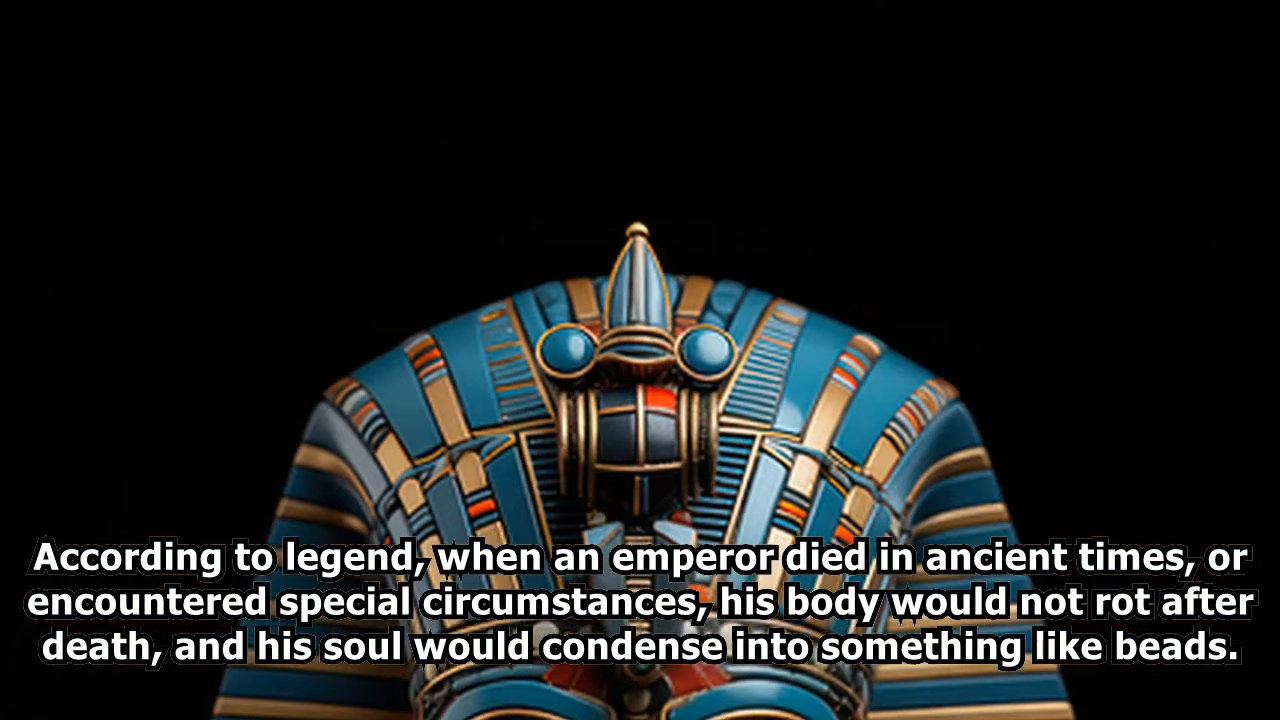 According to legend, when an emperor died in ancient times, or
encountered special circumstances, his body would not rot after
death, and his soul would condense into something like beads.